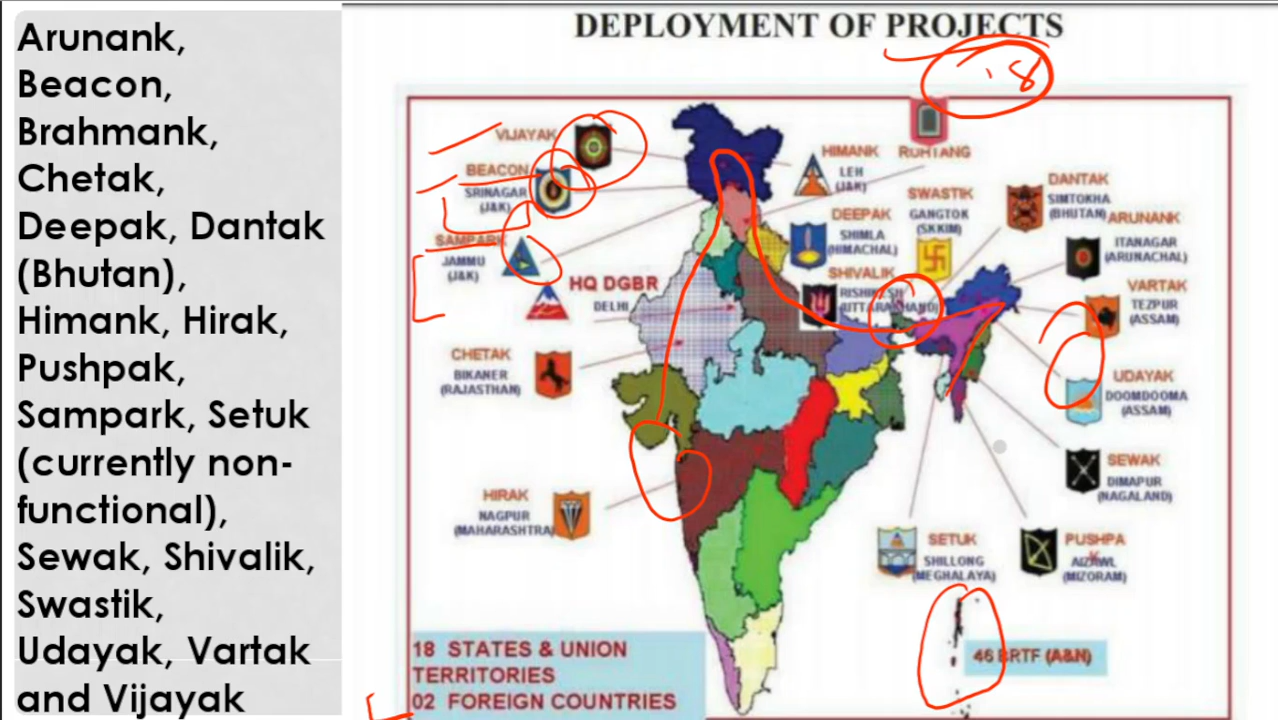 Arunank,
Beacon,
Brahmank,
Chetak,
Deepak, Dantak
(Bhutan),
Himank, Hirak,
Pushpak,
Sampark, Setuk
(currently non-
functional),
Sewak, Shivalik,
Swastik,
Udayak, Vartak
and Vijayak
DEPLOYMENT OF PROJECTS
18
VIJAYAK
BEACON
SRINAGAR
(J&K)
SAMPARK
JAMMU
(J&K)
HQ DGBR
DELHI
CHETAK
BIKANER
(RAJASTHAN)
HIRAK
NAGPUR
(MAHARASHTRA)
HIMANK
LEH
(J&K)
ROHTANG
DEEPAK
SHIMLA
(HIMACHAL)
SHIVALIK
RISHIKESH
(UTTARAKHAND)
SWASTIK
GANGTOK
(SKKIM)
DANTAK
SIMTOKHA
(BHUTAN)
ARUNANK
ITANAGAR
(ARUNACHAL)
VARTAK
TEZPUR
(ASSAM)
UDAYAK
DOOMDOOMA
(ASSAM)
SEWAK
DIMAPUR
(NAGALAND)
SETUK
SHILLONG
(MEGHALAYA)
PUSHPA
K
AIZAWL
(MIZORAM)
46 BRTF (A&N)
18 STATES & UNION
TERRITORIES
02 FOREIGN COUNTRIES